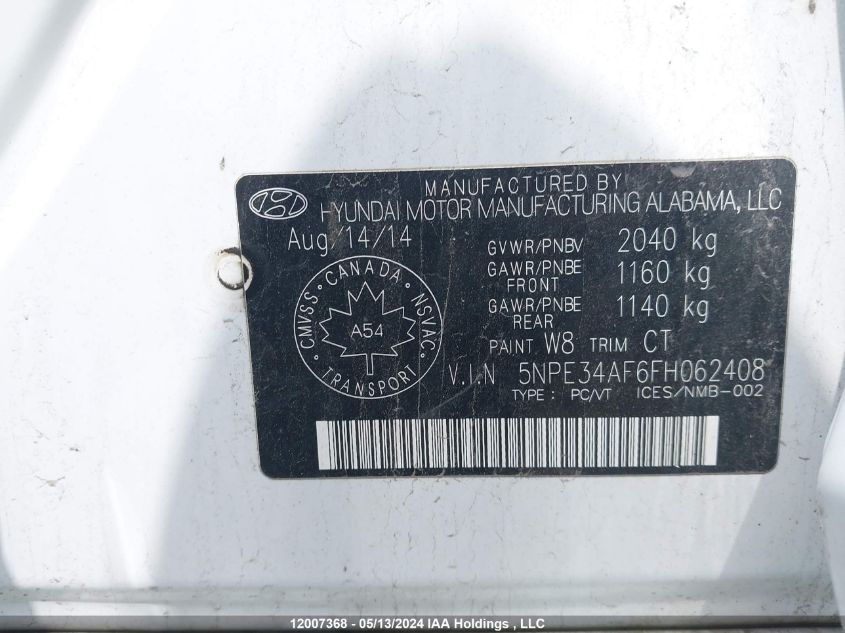 MANUFACTURED BY
HYUNDAI MOTOR MANUFACTURING ALABAMA, LLC
Aug/14/14
GVWR/PNBV 2040 kg
GAWR/PNBE FRONT 1160 kg
GAWR/PNBE REAR 1140 kg
PAINT W8 TRIM CT
V.I.N 5NPE34AF6FH062408
TYPE: PC/VT ICES/NMB-002
CMVSS • CANADA • NSVAC •
A54
TRANSPORT
12007368 - 05/13/2024 IAA Holdings , LLC